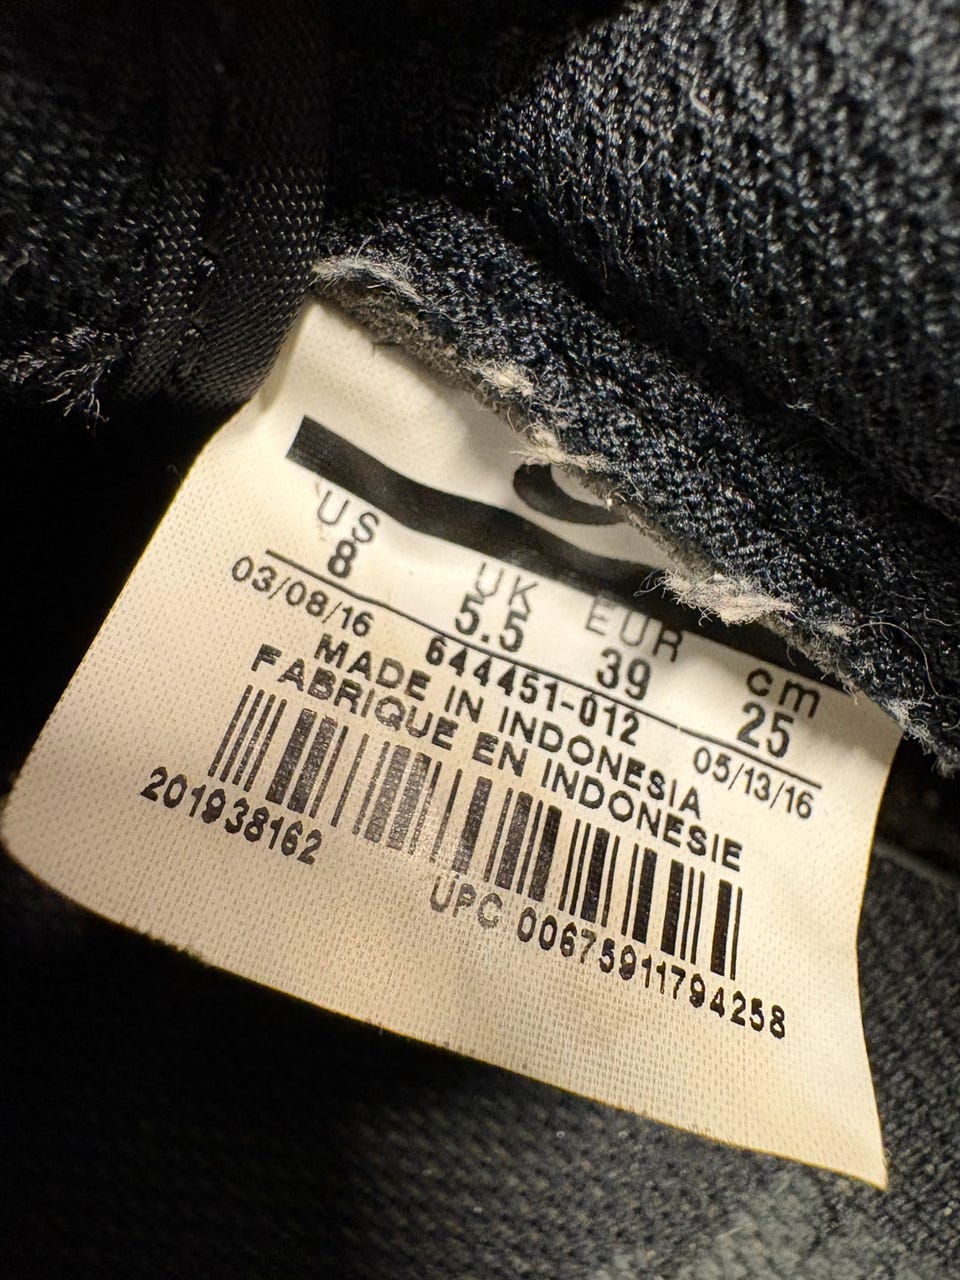 US UK EUR cm
8 5.5 39 25
03/08/16 644451-012 05/13/16
MADE IN INDONESIA
FABRIQUE EN INDONESIE
201938162
UPC 00675911794258